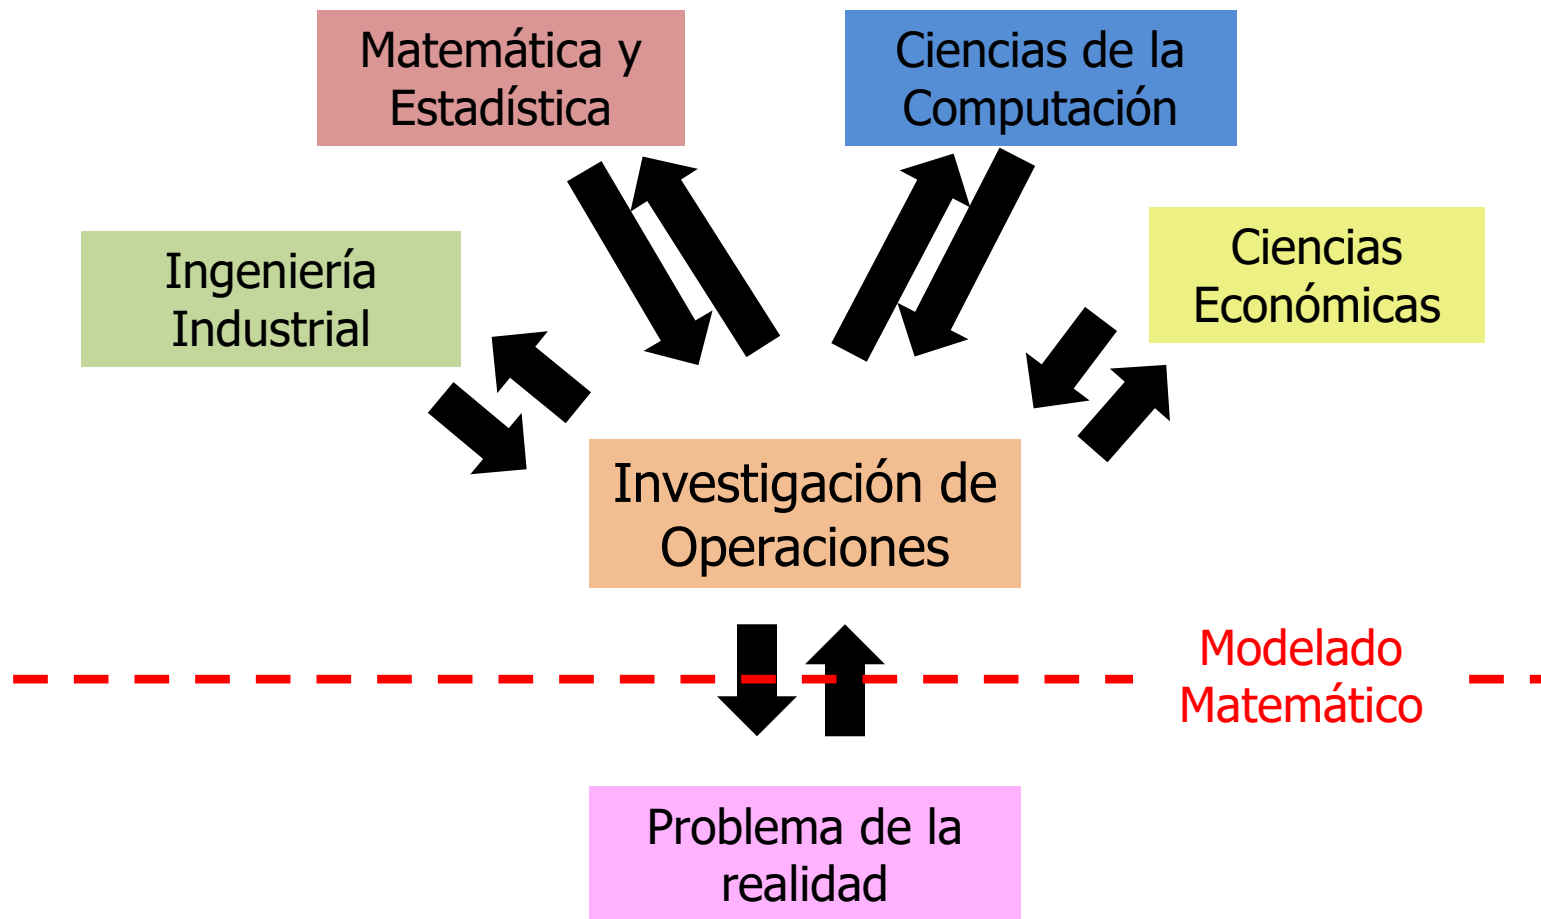 Matemática y
Estadística
Ciencias de la
Computación
Ingeniería
Industrial
Ciencias
Económicas
Investigación de
Operaciones
Modelado
Matemático
Problema de la
realidad